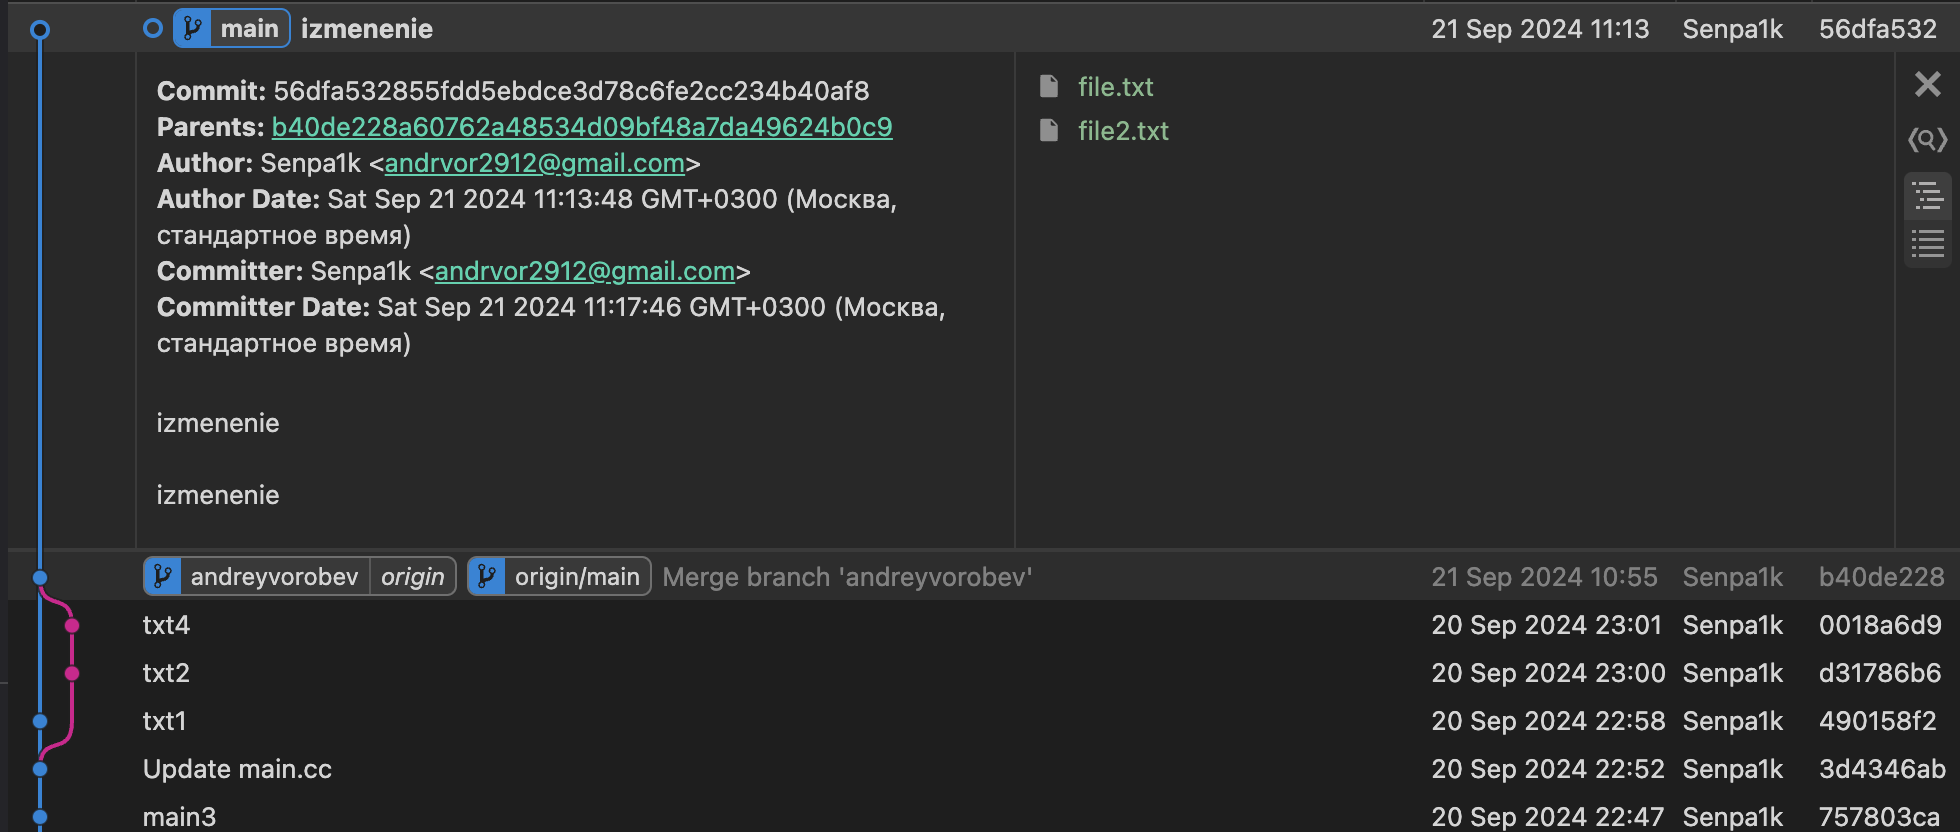 main izmenenie 21 Sep 2024 11:13 Senpa1k 56dfa532
Commit: 56dfa532855fdd5ebdce3d78c6fe2cc234b40af8
Parents: b40de228a60762a48534d09bf48a7da49624b0c9
Author: Senpa1k <andrvor2912@gmail.com>
Author Date: Sat Sep 21 2024 11:13:48 GMT+0300 (Москва,
стандартное время)
Committer: Senpa1k <andrvor2912@gmail.com>
Committer Date: Sat Sep 21 2024 11:17:46 GMT+0300 (Москва,
стандартное время)
izmenenie
izmenenie
file.txt
file2.txt
andreyvorobev origin origin/main Merge branch 'andreyvorobev' 21 Sep 2024 10:55 Senpa1k b40de228
txt4 20 Sep 2024 23:01 Senpa1k 0018a6d9
txt2 20 Sep 2024 23:00 Senpa1k d31786b6
txt1 20 Sep 2024 22:58 Senpa1k 490158f2
Update main.cc 20 Sep 2024 22:52 Senpa1k 3d4346ab
main3 20 Sep 2024 22:47 Senpa1k 757803ca